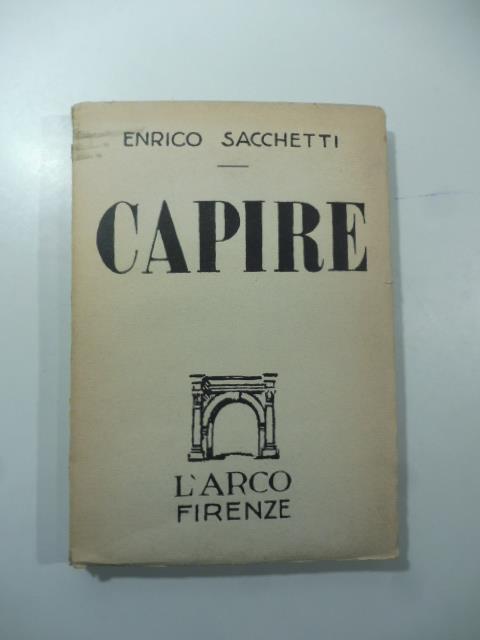 ENRICO SACCHETTI
CAPIRE
L'ARCO
FIRENZE